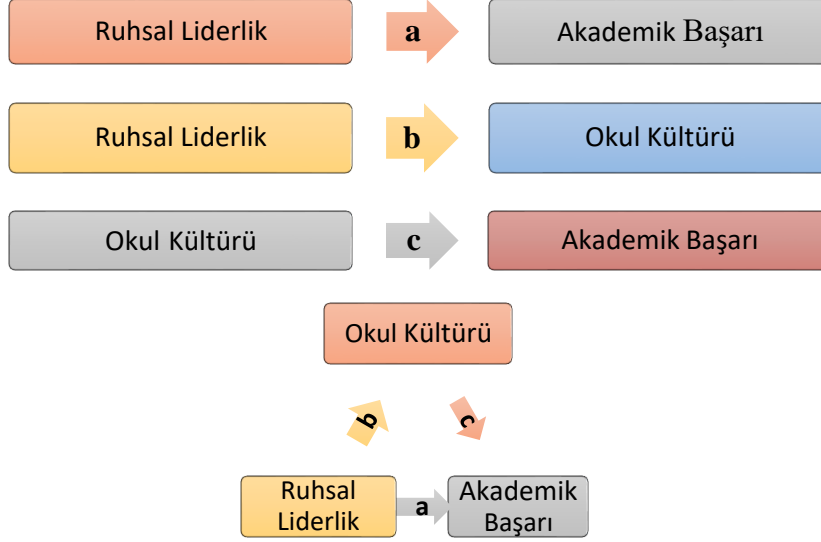 Ruhsal Liderlik a Akademik Başarı
Ruhsal Liderlik b Okul Kültürü
Okul Kültürü c Akademik Başarı
Okul Kültürü
b c
Ruhsal
Liderlik
a
Akademik
Başarı